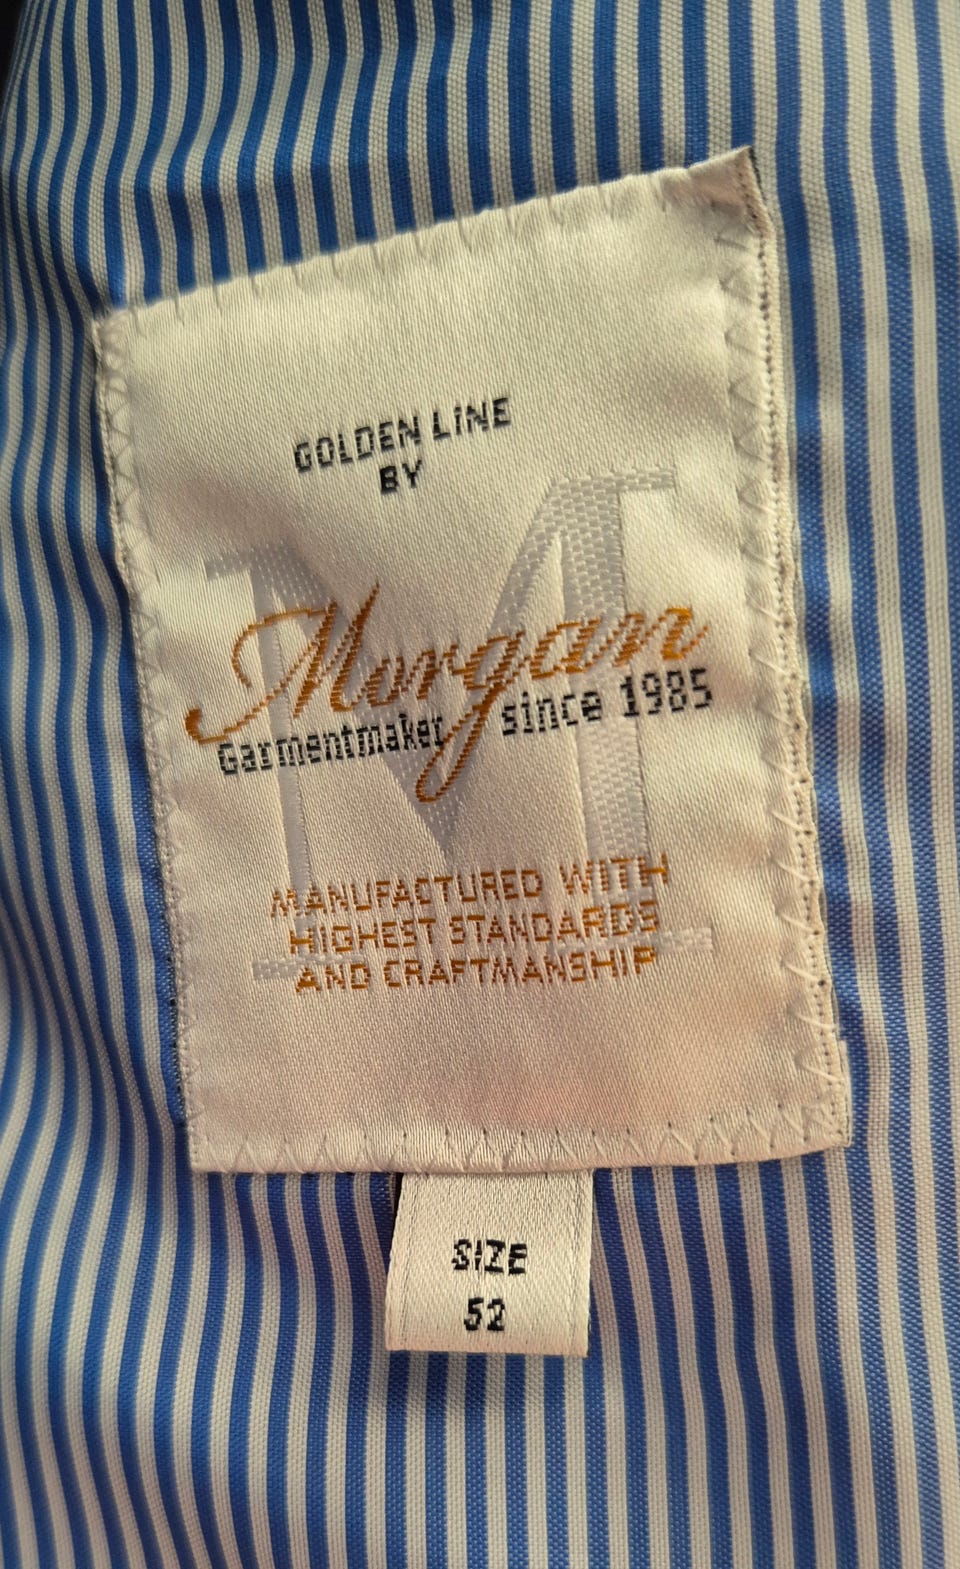 GOLDEN LINE
BY
M
Morgan
Garmentmaker since 1985
MANUFACTURED WITH
HIGHEST STANDARDS
AND CRAFTMANSHIP
SIZE
52